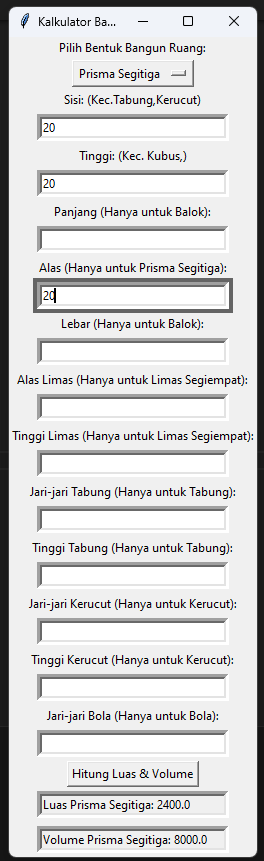 Kalkulator Ba...
Pilih Bentuk Bangun Ruang:
Prisma Segitiga
Sisi: (Kec.Tabung,Kerucut)
20
Tinggi: (Kec. Kubus,)
20
Panjang (Hanya untuk Balok):
Alas (Hanya untuk Prisma Segitiga):
20
Lebar (Hanya untuk Balok):
Alas Limas (Hanya untuk Limas Segiempat):
Tinggi Limas (Hanya untuk Limas Segiempat):
Jari-jari Tabung (Hanya untuk Tabung):
Tinggi Tabung (Hanya untuk Tabung):
Jari-jari Kerucut (Hanya untuk Kerucut):
Tinggi Kerucut (Hanya untuk Kerucut):
Jari-jari Bola (Hanya untuk Bola):
Hitung Luas & Volume
Luas Prisma Segitiga: 2400.0
Volume Prisma Segitiga: 8000.0